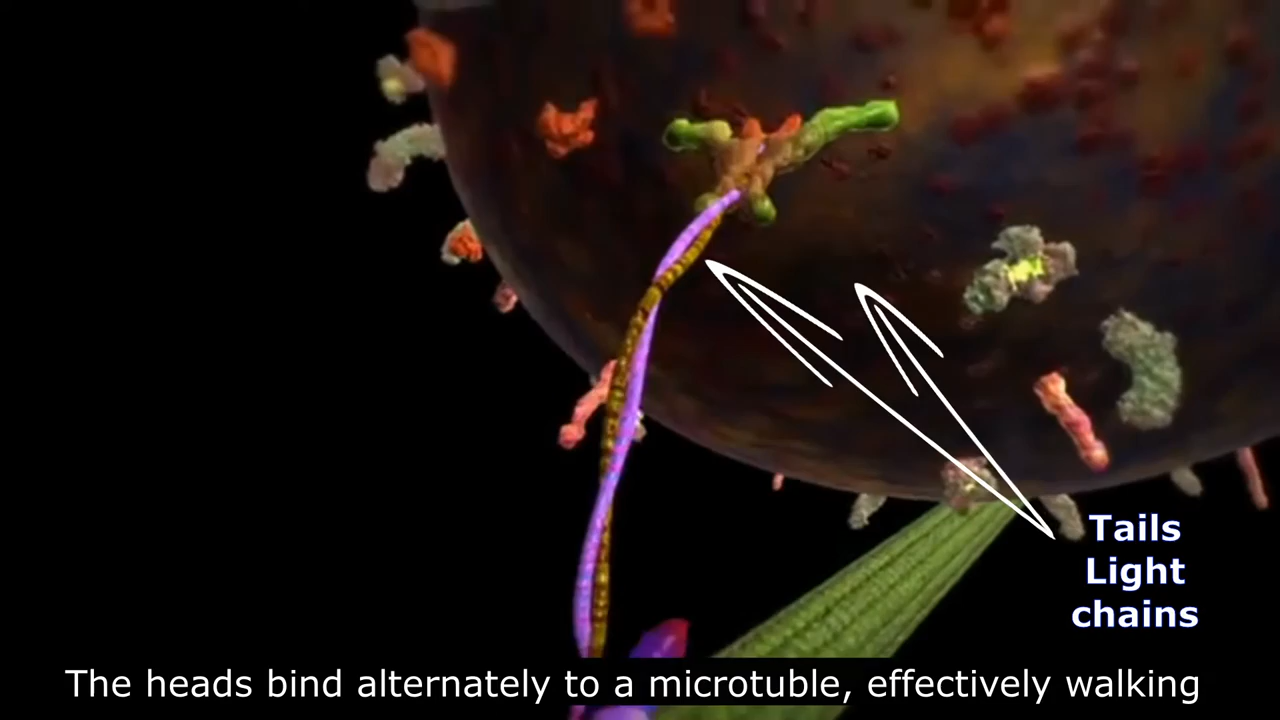 Tails
Light
chains
The heads bind alternately to a microtuble, effectively walking